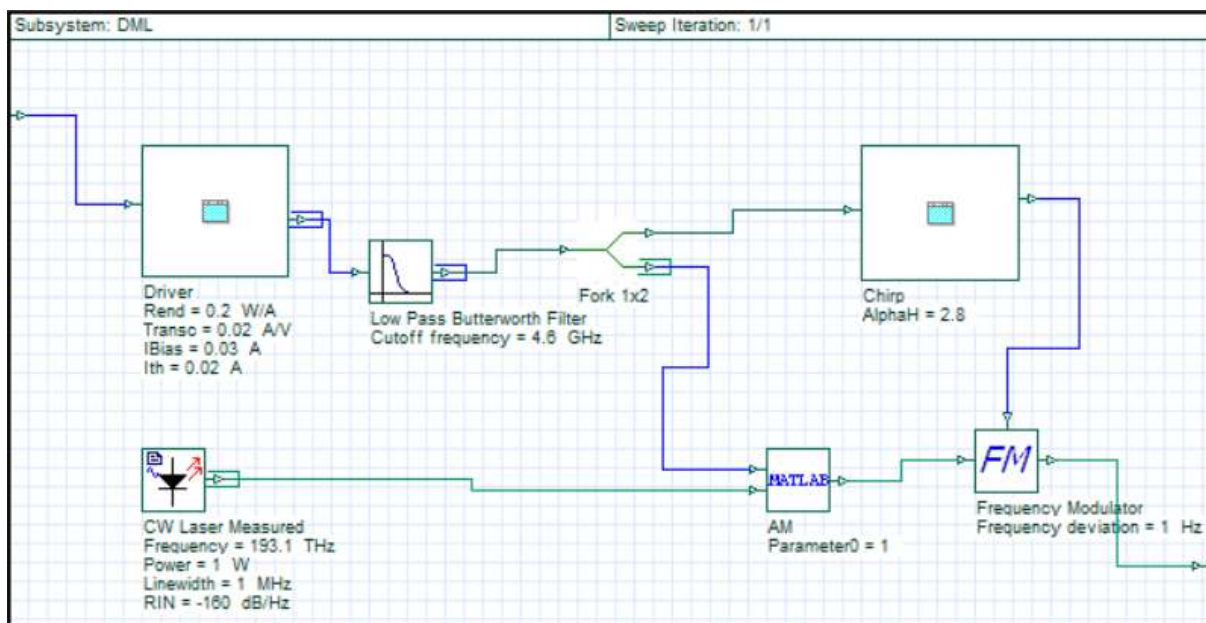 Subsystem: DML
Sweep Iteration: 1/1
Driver
Rend = 0.2 W/A
Transo = 0.02 A/V
IBias = 0.03 A
Ith = 0.02 A
Low Pass Butterworth Filter
Cutoff frequency = 4.6 GHz
Fork 1x2
Chirp
AlphaH = 2.8
CW Laser Measured
Frequency = 193.1 THz
Power = 1 W
Linewidth = 1 MHz
RIN = -160 dB/Hz
MATLAB
AM
Parameter0 = 1
FM
Frequency Modulator
Frequency deviation = 1 Hz